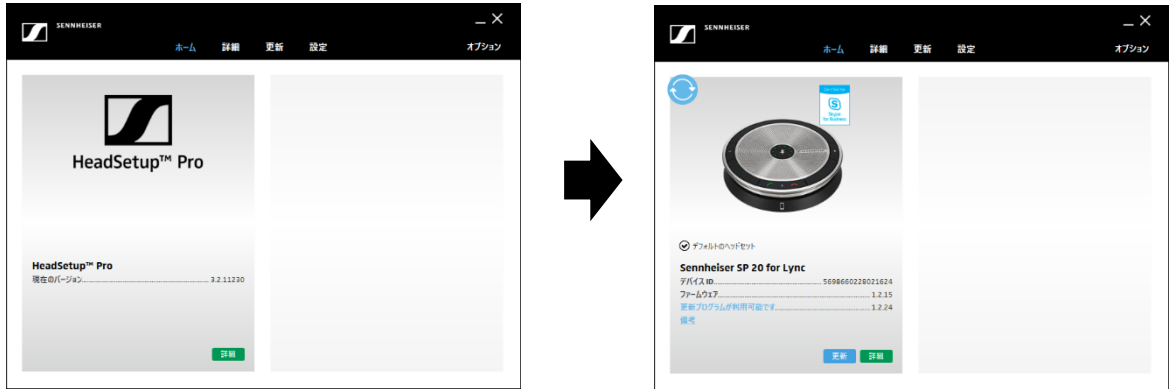 SENNHEISER
ホーム 詳細 更新 設定 オプション
HeadSetup™ Pro
HeadSetup™ Pro
現在のバージョン 3.2.11230
詳細
SENNHEISER
ホーム 詳細 更新 設定 オプション
Skype
for Business
デフォルトのヘッドセット
Sennheiser SP 20 for Lync
デバイス ID 5698660228021624
ファームウェア 1.2.15
更新プログラムが利用可能です 1.2.24
備考
更新 詳細